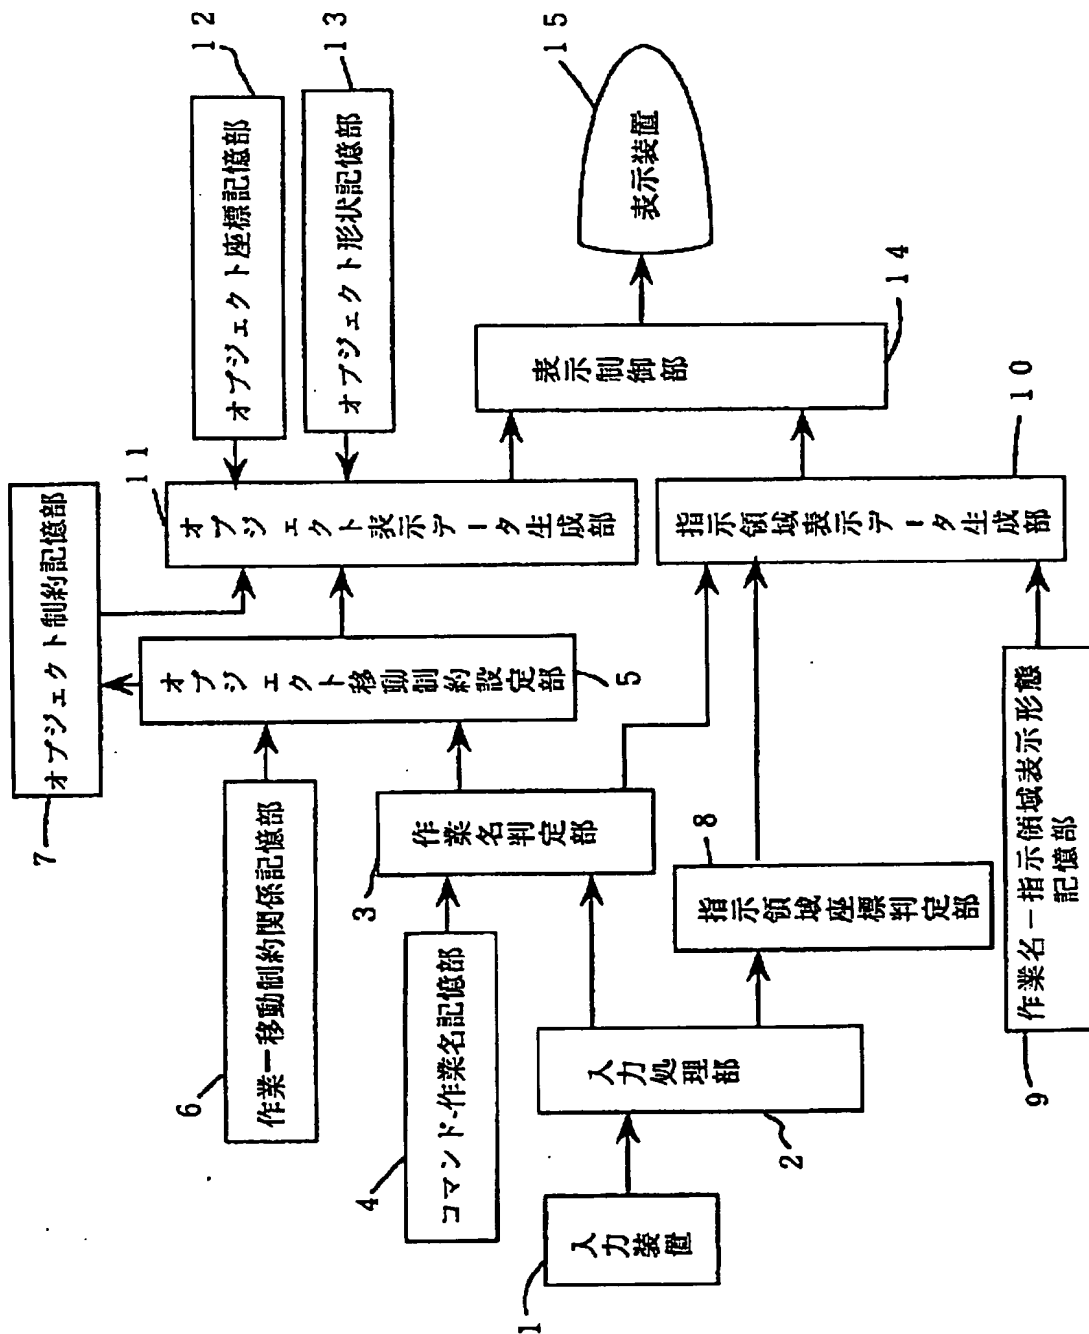 1
入力装置
2
入力処理部
3
作業名判定部
4
コマンド-作業名記憶部
5
オブジェクト移動制約設定部
6
作業ー移動制約関係記憶部
7
オブジェクト制約記憶部
8
指示領域座標判定部
9
作業名ー指示領域表示形態
記憶部
10
指示領域表示データ生成部
11
オブジェクト表示データ生成部
12
オブジェクト座標記憶部
13
オブジェクト形状記憶部
14
表示制御部
15
表示装置